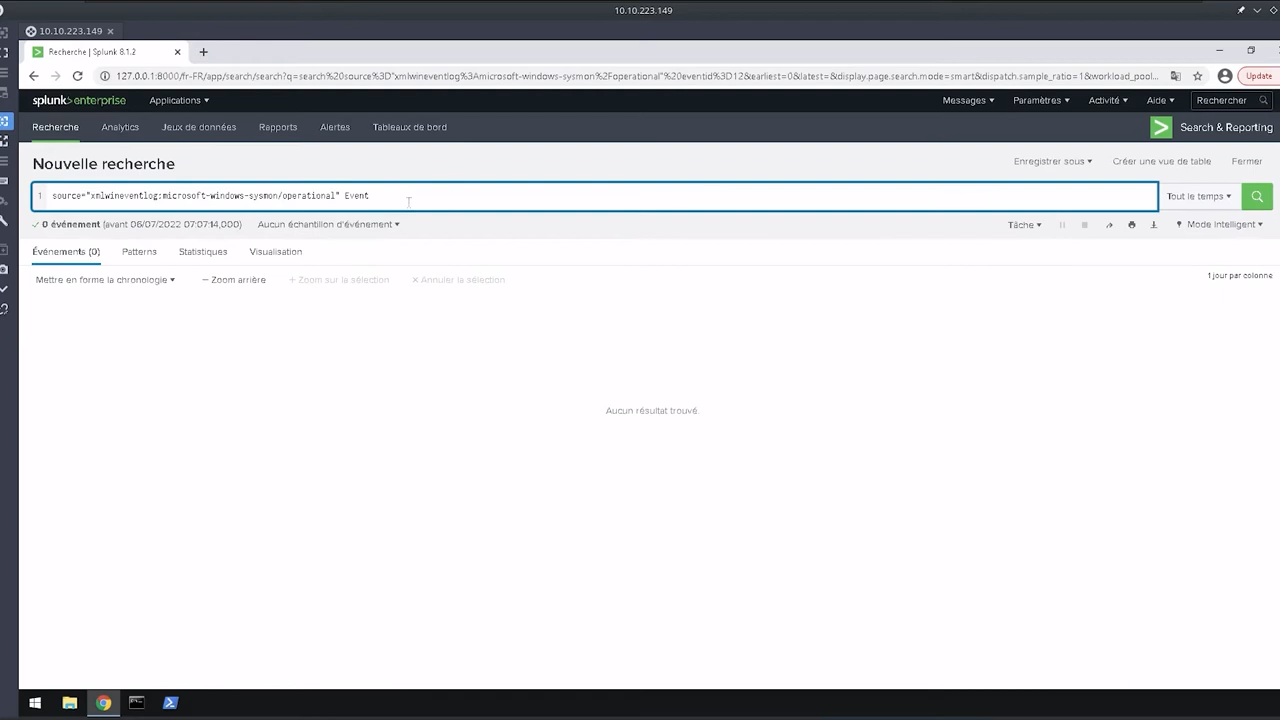 10.10.223.149
10.10.223.149
Recherche | Splunk 8.1.2
127.0.0.1:8000/fr-FR/app/search/search?q=search%20source%3D"xmlwineventlog%3Amicrosoft-windows-sysmon%2Foperational"%20eventid%3D12&earliest=0&latest=&display.page.search.mode=smart&dispatch.sample_ratio=1&workload_pool...
Update
splunk>enterprise Applications
Messages Paramètres Activité Aide Rechercher
Recherche Analytics Jeux de données Rapports Alertes Tableaux de bord
Search & Reporting
Nouvelle recherche
Enregistrer sous Créer une vue de table Fermer
1 source="xmlwineventlog:microsoft-windows-sysmon/operational" Event
Tout le temps
0 événement (avant 06/07/2022 07:07:14,000) Aucun échantillon d'événement
Tâche Mode Intelligent
Événements (0) Patterns Statistiques Visualisation
Mettre en forme la chronologie − Zoom arrière + Zoom sur la sélection × Annuler la sélection
1 jour par colonne
Aucun résultat trouvé.